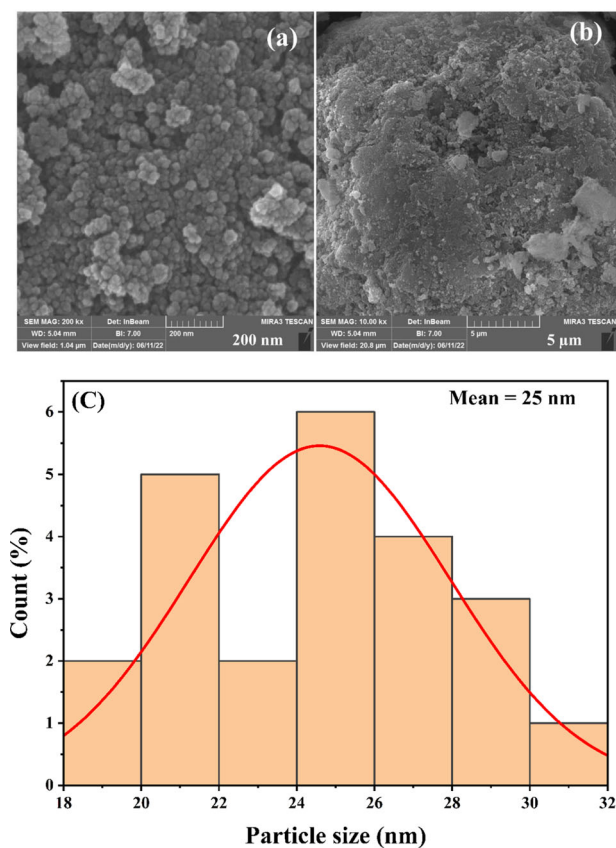 (a)
SEM MAG: 200 kx Det: InBeam
WD: 5.04 mm BI: 7.00 200 nm
View field: 1.04 µm Date(m/d/y): 06/11/22
MIRA3 TESCAN
200 nm
(b)
SEM MAG: 10.00 kx Det: InBeam
WD: 5.04 mm BI: 7.00 5 µm
View field: 20.8 µm Date(m/d/y): 06/11/22
MIRA3 TESCAN
5 µm
(C)
Mean = 25 nm
Count (%)
6
5
4
3
2
1
0
18 20 22 24 26 28 30 32
Particle size (nm)